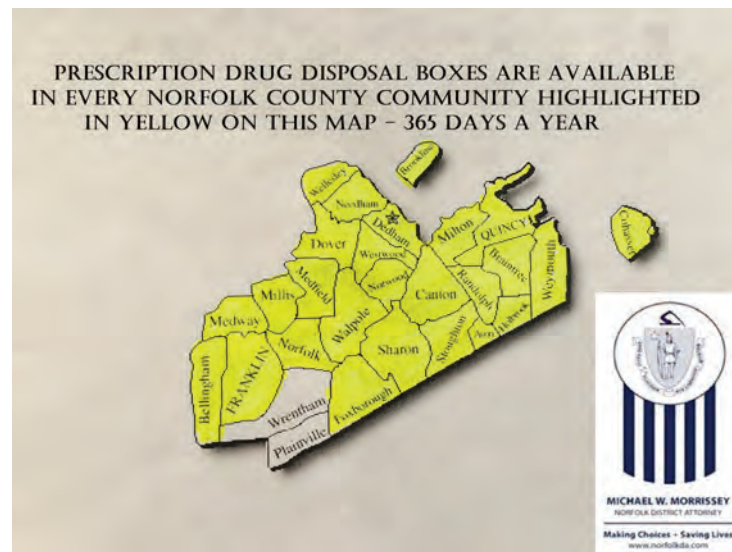 PRESCRIPTION DRUG DISPOSAL BOXES ARE AVAILABLE
IN EVERY NORFOLK COUNTY COMMUNITY HIGHLIGHTED
IN YELLOW ON THIS MAP – 365 DAYS A YEAR
Brookline
Wellesley
Needham
Dedham
Dover
Westwood
Milton
QUINCY
Cohasset
Braintree
Weymouth
Medfield
Norwood
Canton
Randolph
Millis
Medway
Walpole
Norfolk
Sharon
Stoughton
Avon
Holbrook
Bellingham
FRANKLIN
Wrentham
Foxborough
Plainville
MICHAEL W. MORRISSEY
NORFOLK DISTRICT ATTORNEY
Making Choices • Saving Lives
www.norfolkda.com